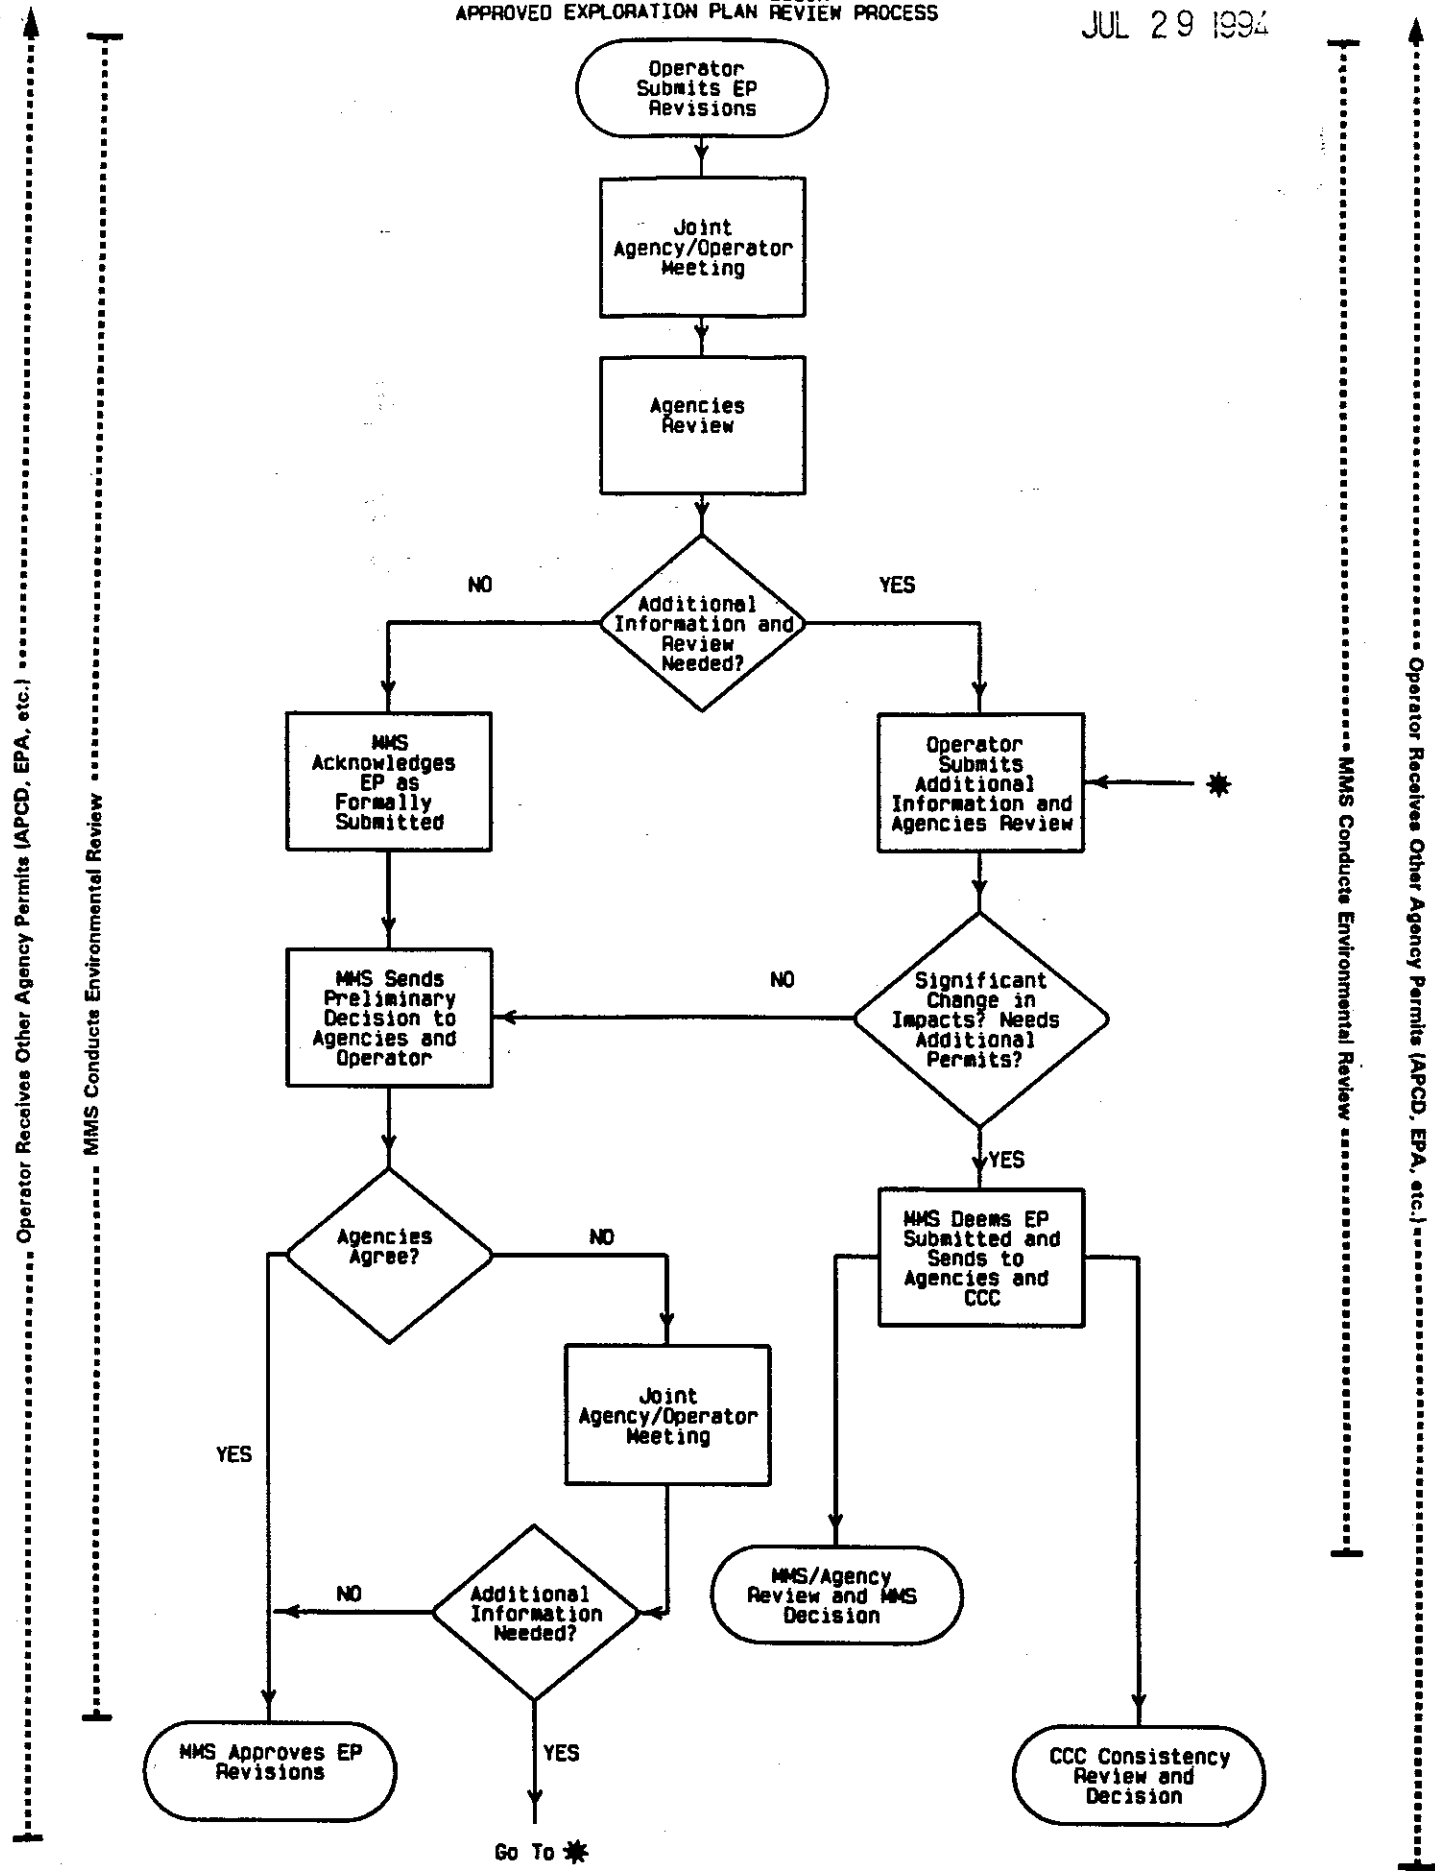 APPROVED EXPLORATION PLAN REVIEW PROCESS
JUL 29 1994
Operator
Submits EP
Revisions
Joint
Agency/Operator
Meeting
Agencies
Review
NO
YES
Additional
Information and
Review
Needed?
MMS
Acknowledges
EP as
Formally
Submitted
Operator
Submits
Additional
Information and
Agencies Review
MMS Sends
Preliminary
Decision to
Agencies and
Operator
NO
Significant
Change in
Impacts? Needs
Additional
Permits?
YES
Agencies
Agree?
NO
MMS Deems EP
Submitted and
Sends to
Agencies and
CCC
YES
Joint
Agency/Operator
Meeting
NO
Additional
Information
Needed?
MMS/Agency
Review and MMS
Decision
YES
MMS Approves EP
Revisions
CCC Consistency
Review and
Decision
Go To
Operator Receives Other Agency Permits (APCD, EPA, etc.)
MMS Conducts Environmental Review
MMS Conducts Environmental Review
Operator Receives Other Agency Permits (APCD, EPA, etc.)